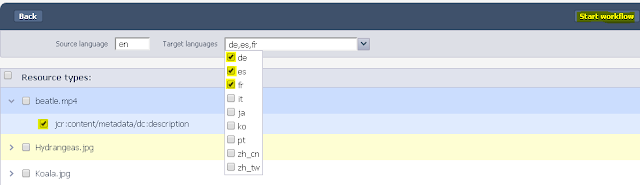 Back
Start workflow
Source language en Target languages de,es,fr
de
es
fr
it
ja
ko
pt
zh_cn
zh_tw
Resource types:
beatle.mp4
jcr:content/metadata/dc:description
Hydrangeas.jpg
Koala.jpg